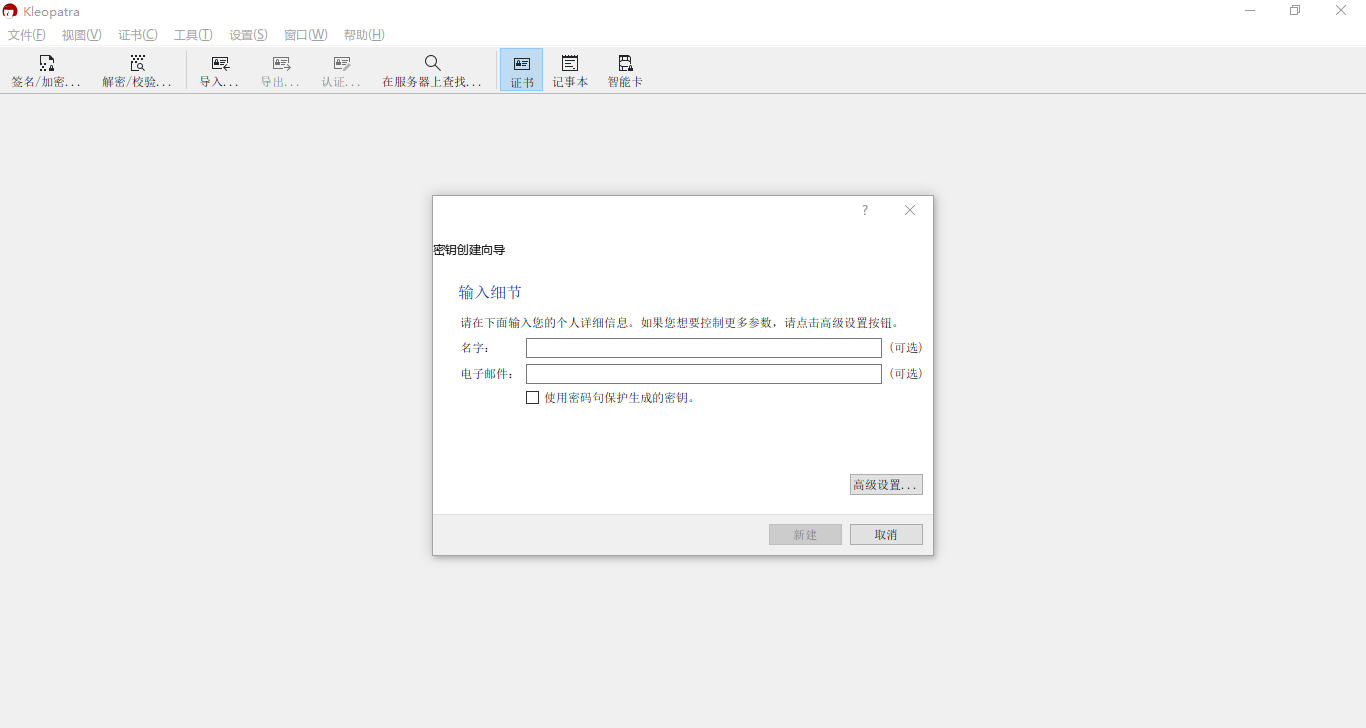 Kleopatra
文件(F) 视图(V) 证书(C) 工具(T) 设置(S) 窗口(W) 帮助(H)
签名/加密... 解密/校验... 导入... 导出... 认证... 在服务器上查找... 证书 记事本 智能卡
?
密钥创建向导
输入细节
请在下面输入您的个人详细信息。如果您想要控制更多参数，请点击高级设置按钮。
名字： (可选)
电子邮件： (可选)
使用密码句保护生成的密钥。
高级设置...
新建 取消